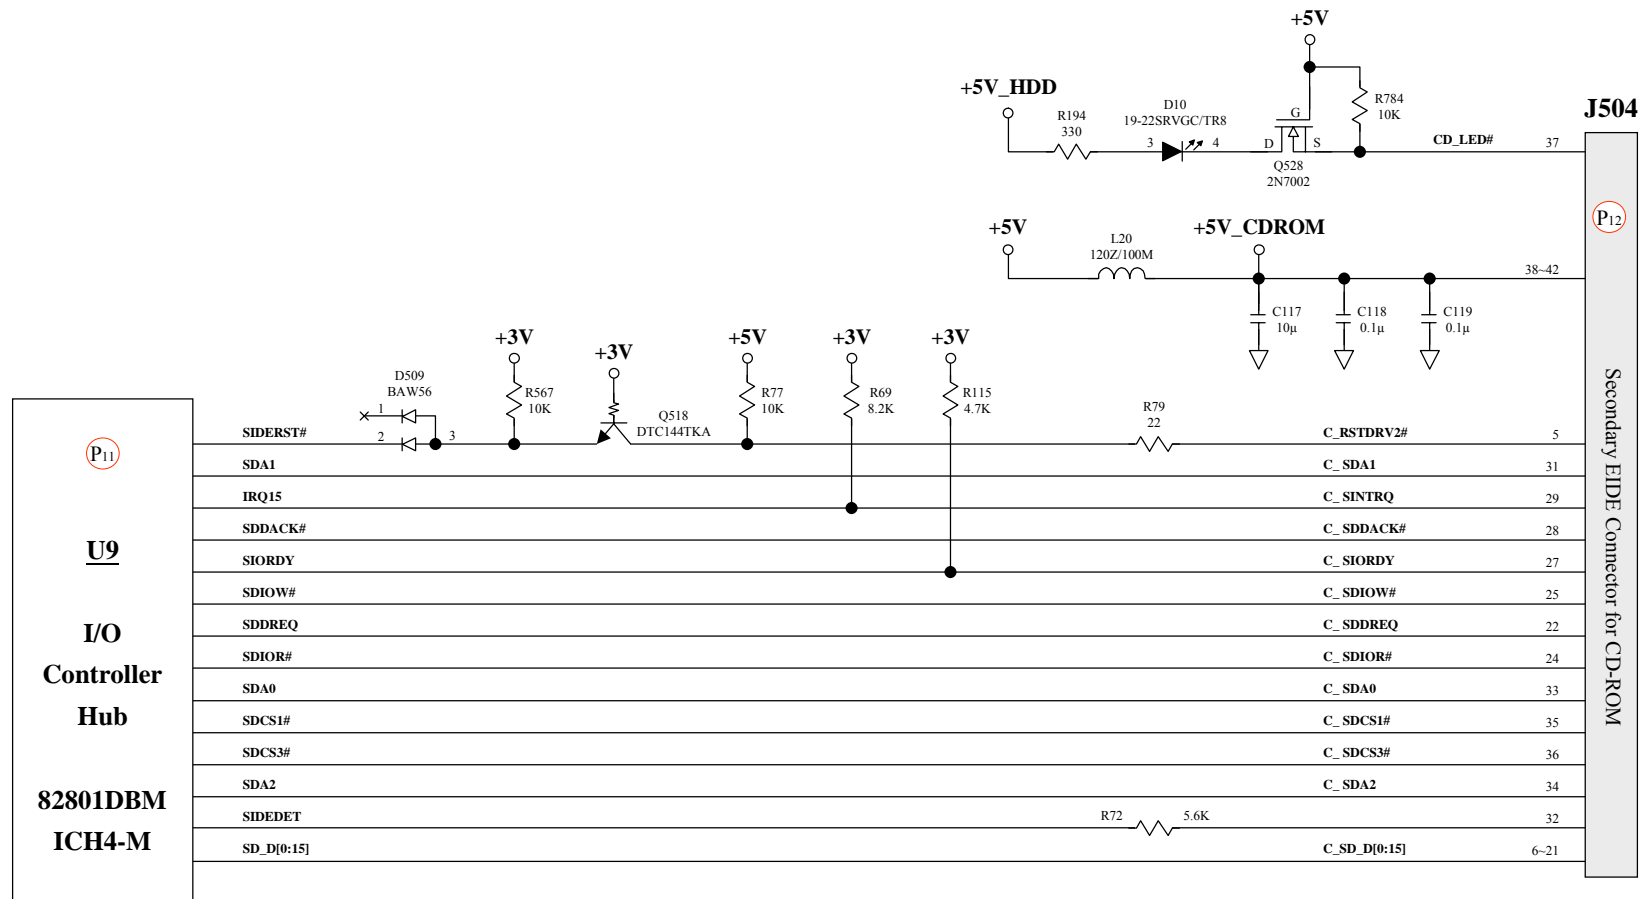 +5V
+5V_HDD
D10
19-22SRVGC/TR8
R194
330
3
4
G
D
S
Q528
2N7002
R784
10K
CD_LED#
37
J504
P12
+5V
L20
120Z/100M
+5V_CDROM
38~42
C117
10μ
C118
0.1μ
C119
0.1μ
+3V
+3V
+5V
+3V
+3V
D509
BAW56
1
2
3
R567
10K
Q518
DTC144TKA
R77
10K
R69
8.2K
R115
4.7K
R79
22
P11
U9
I/O
Controller
Hub
82801DBM
ICH4-M
SIDERST#
C_RSTDRV2#
5
SDA1
C_ SDA1
31
IRQ15
C_ SINTRQ
29
SDDACK#
C_ SDDACK#
28
SIORDY
C_ SIORDY
27
SDIOW#
C_ SDIOW#
25
SDDREQ
C_ SDDREQ
22
SDIOR#
C_ SDIOR#
24
SDA0
C_ SDA0
33
SDCS1#
C_ SDCS1#
35
SDCS3#
C_ SDCS3#
36
SDA2
C_ SDA2
34
SIDEDET
R72
5.6K
32
SD_D[0:15]
C_SD_D[0:15]
6~21
Secondary EIDE Connector for CD-ROM